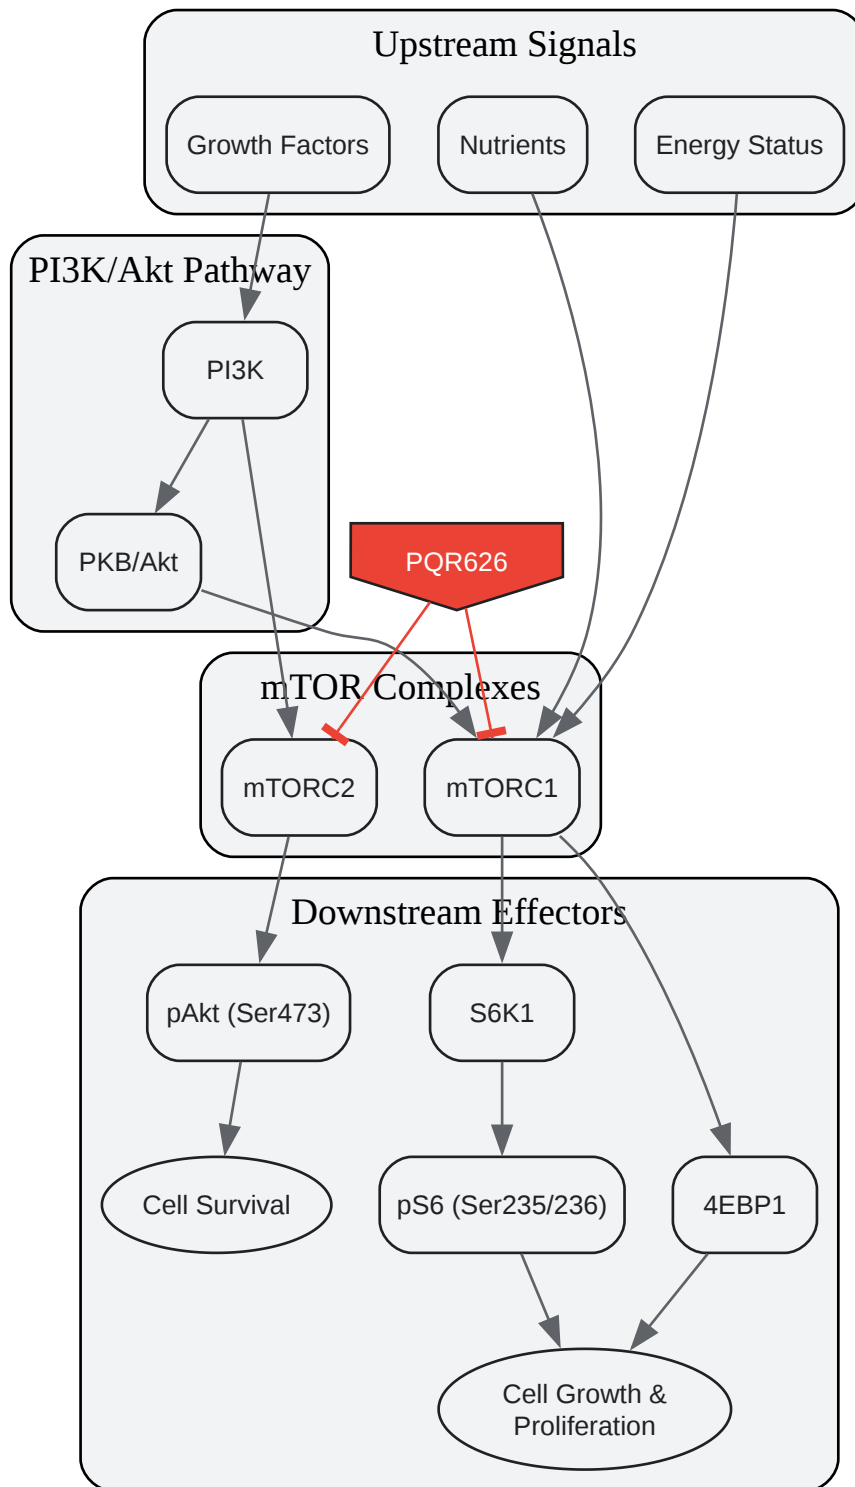 Upstream Signals
Growth Factors
Nutrients
Energy Status
PI3K/Akt Pathway
PI3K
PKB/Akt
PQR626
mTOR Complexes
mTORC2
mTORC1
Downstream Effectors
pAkt (Ser473)
S6K1
Cell Survival
pS6 (Ser235/236)
4EBP1
Cell Growth &
Proliferation